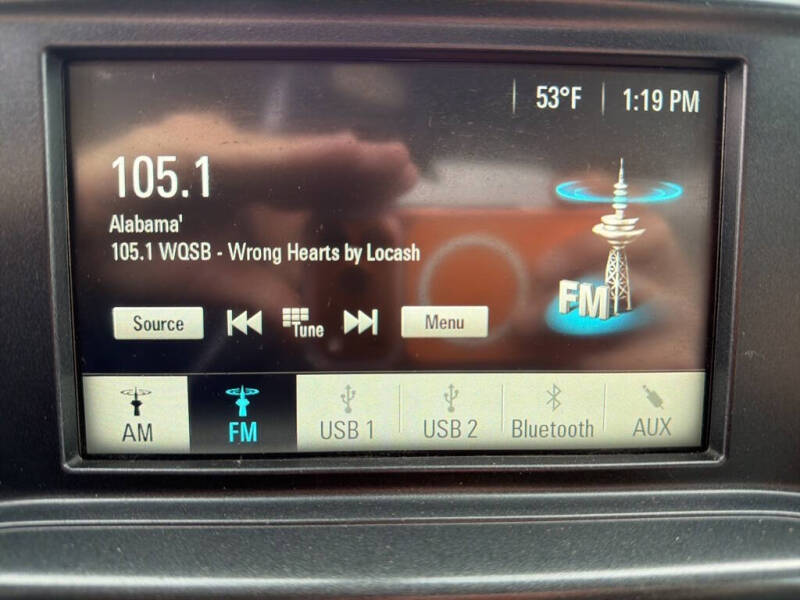 53°F 1:19 PM
105.1
Alabama'
105.1 WQSB - Wrong Hearts by Locash
FM
Source Tune Menu
AM FM USB 1 USB 2 Bluetooth AUX